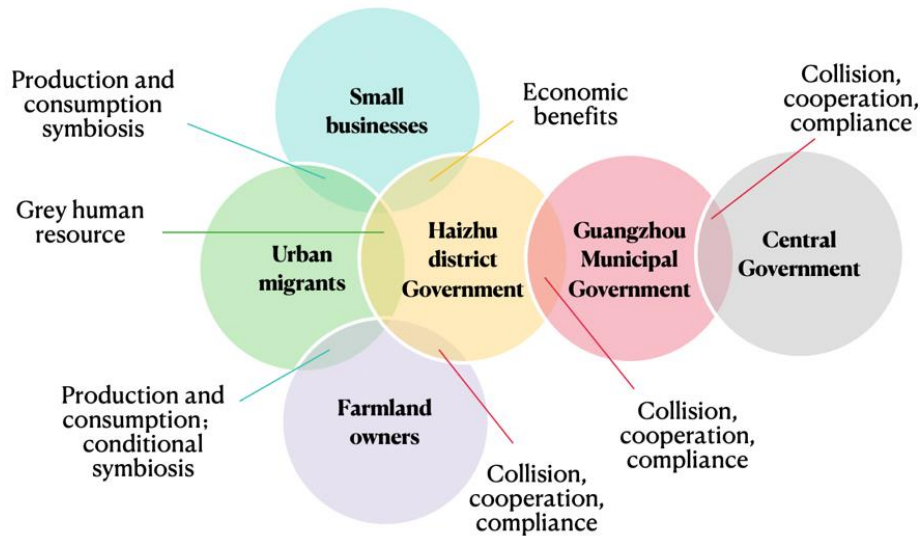 Production and
consumption
symbiosis
Small
businesses
Economic
benefits
Collision,
cooperation,
compliance
Grey human
resource
Urban
migrants
Haizhu
district
Government
Guangzhou
Municipal
Government
Central
Government
Production and
consumption;
conditional
symbiosis
Farmland
owners
Collision,
cooperation,
compliance
Collision,
cooperation,
compliance